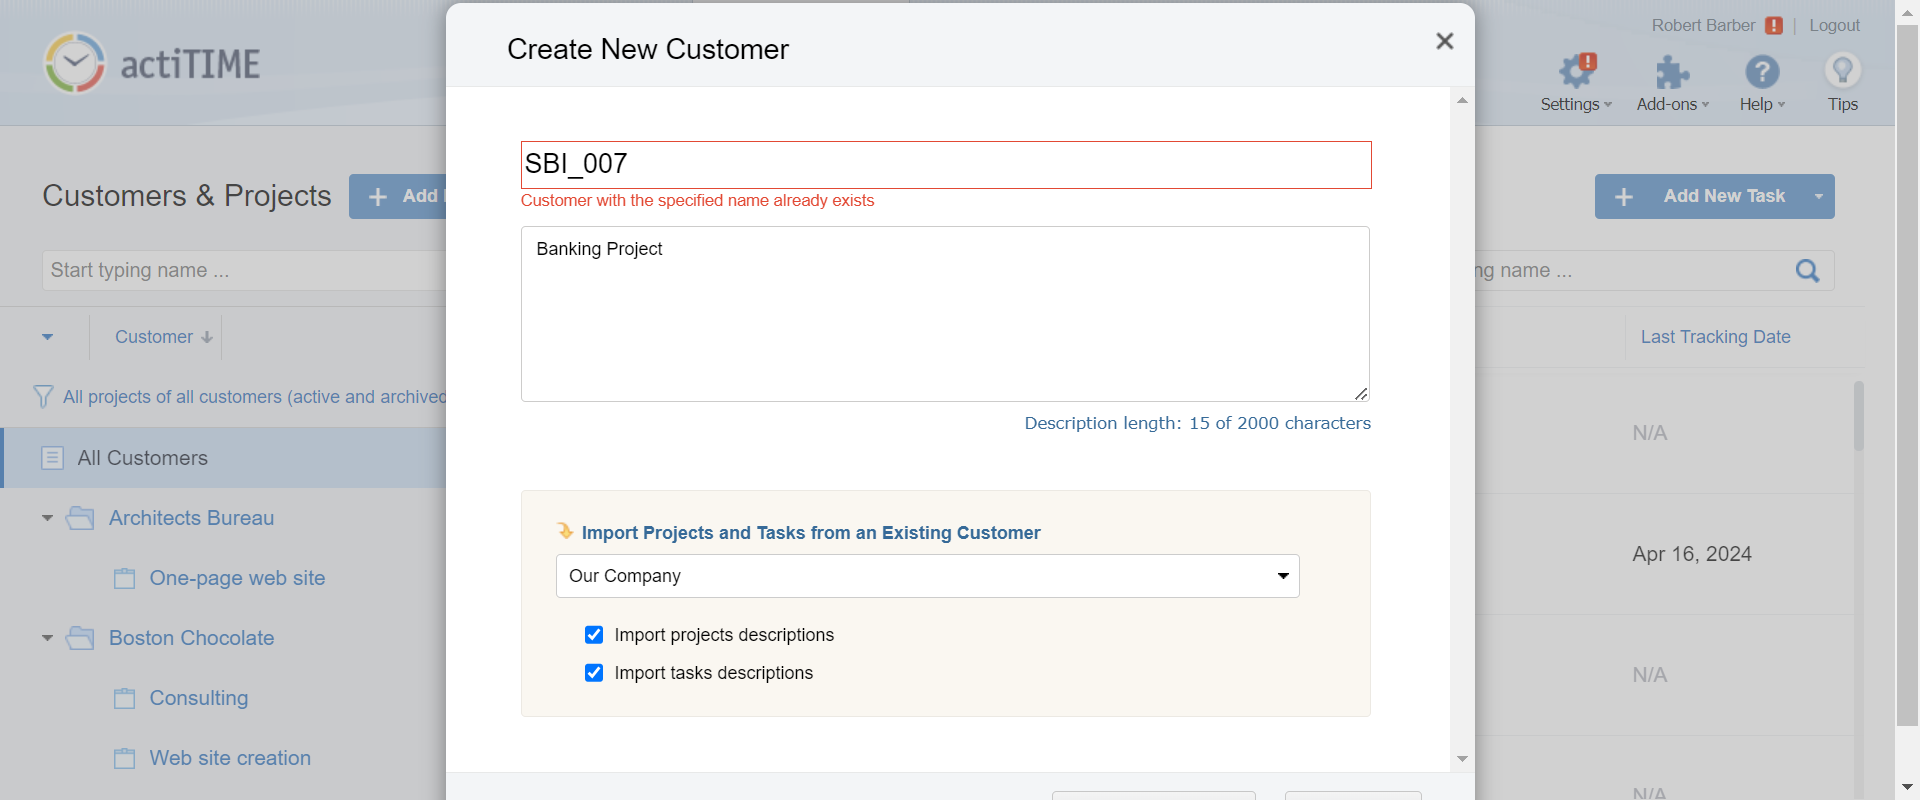 actiTIME
Create New Customer
Robert Barber
Logout
Settings
Add-ons
Help
Tips
SBI_007
Customer with the specified name already exists
Customers & Projects
Add
Add New Task
Banking Project
Start typing name ...
name ...
Customer
Last Tracking Date
All projects of all customers (active and archived
Description length: 15 of 2000 characters
N/A
All Customers
Architects Bureau
Import Projects and Tasks from an Existing Customer
Apr 16, 2024
Our Company
One-page web site
Boston Chocolate
Import projects descriptions
Import tasks descriptions
N/A
Consulting
Web site creation
N/A